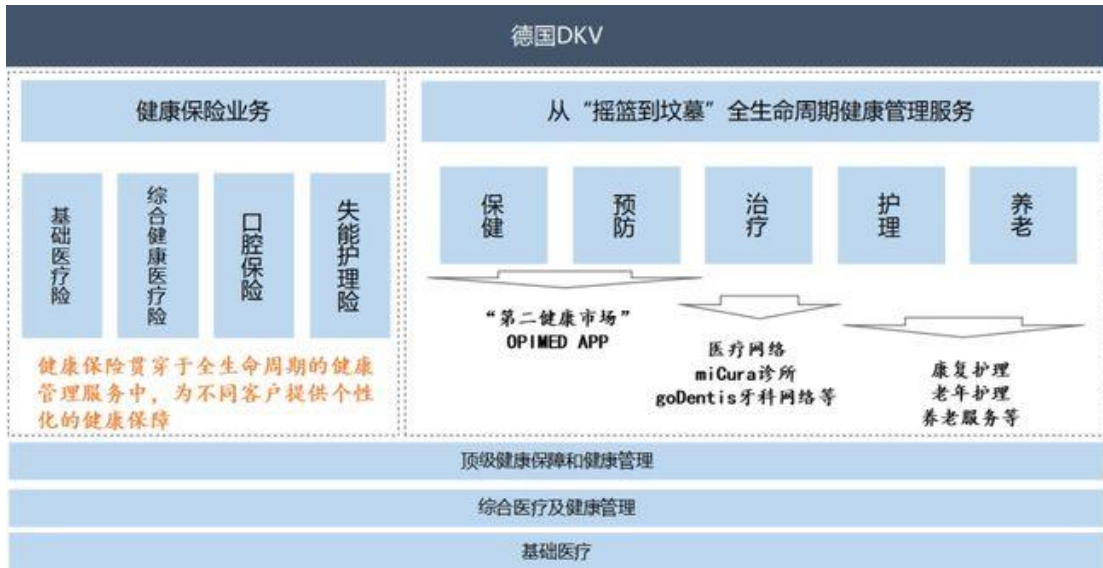 德国DKV
健康保险业务
基础医疗险
综合健康医疗险
口腔保险
失能护理险
健康保险贯穿于全生命周期的健康
管理服务中，为不同客户提供个性
化的健康保障
从“摇篮到坟墓”全生命周期健康管理服务
保健
预防
治疗
护理
养老
“第二健康市场”
OPIMED APP
医疗网络
miCura诊所
goDentis牙科网络等
康复护理
老年护理
养老服务等
顶级健康保障和健康管理
综合医疗及健康管理
基础医疗